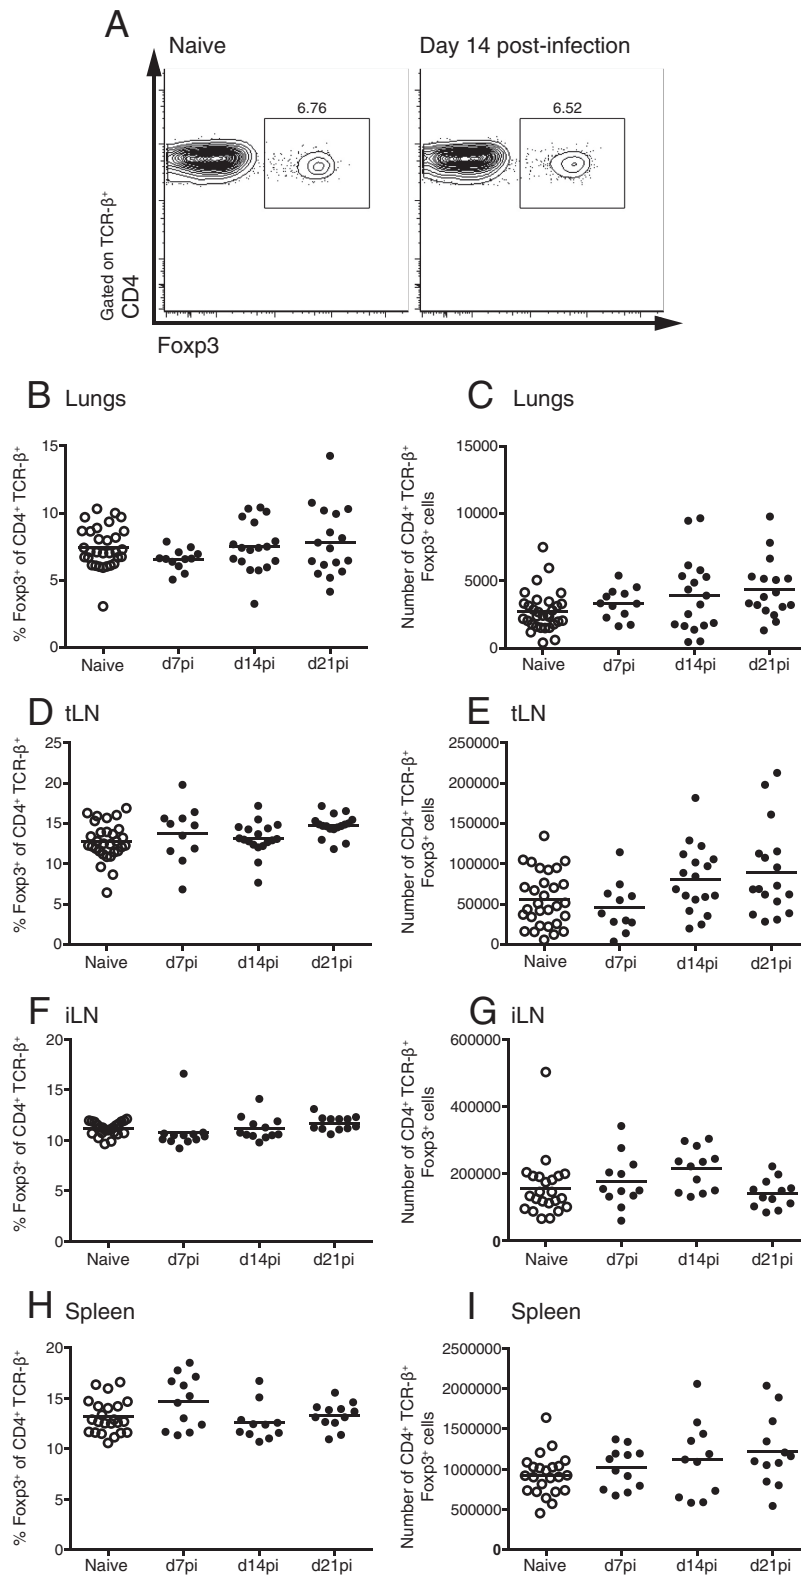 A
Naive
Day 14 post-infection
6.76
6.52
Gated on TCR-β⁺
CD4
Foxp3
B Lungs
% Foxp3⁺ of CD4⁺ TCR-β⁺
15
10
5
0
Naive d7pi d14pi d21pi
C Lungs
Number of CD4⁺ TCR-β⁺
Foxp3⁺ cells
15000
10000
5000
0
Naive d7pi d14pi d21pi
D tLN
% Foxp3⁺ of CD4⁺ TCR-β⁺
25
20
15
10
5
0
Naive d7pi d14pi d21pi
E tLN
Number of CD4⁺ TCR-β⁺
Foxp3⁺ cells
250000
200000
150000
100000
50000
0
Naive d7pi d14pi d21pi
F iLN
% Foxp3⁺ of CD4⁺ TCR-β⁺
20
15
10
5
0
Naive d7pi d14pi d21pi
G iLN
Number of CD4⁺ TCR-β⁺
Foxp3⁺ cells
600000
400000
200000
0
Naive d7pi d14pi d21pi
H Spleen
% Foxp3⁺ of CD4⁺ TCR-β⁺
20
15
10
5
0
Naive d7pi d14pi d21pi
I Spleen
Number of CD4⁺ TCR-β⁺
Foxp3⁺ cells
2500000
2000000
1500000
1000000
500000
0
Naive d7pi d14pi d21pi